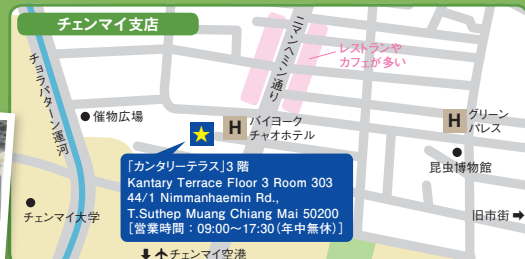 チェンマイ支店
チョラパターン運河
ニマンヘミン通り
レストランや
カフェが多い
催物広場
H
バイヨーク
チャオホテル
H
グリーン
パレス
昆虫博物館
「カンタリーテラス」3 階
Kantary Terrace Floor 3 Room 303
44/1 Nimmanhaemin Rd.,
T.Suthep Muang Chiang Mai 50200
［営業時間：09:00～17:30（年中無休）］
チェンマイ大学
旧市街➡
⬇チェンマイ空港